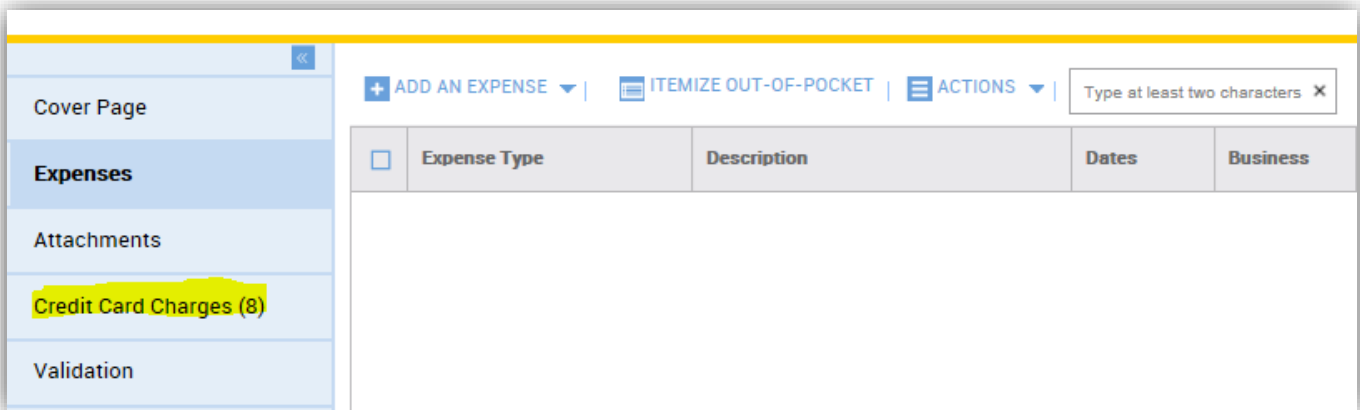 Cover Page
Expenses
Attachments
Credit Card Charges (8)
Validation
ADD AN EXPENSE | ITEMIZE OUT-OF-POCKET | ACTIONS | Type at least two characters ×
Expense Type Description Dates Business